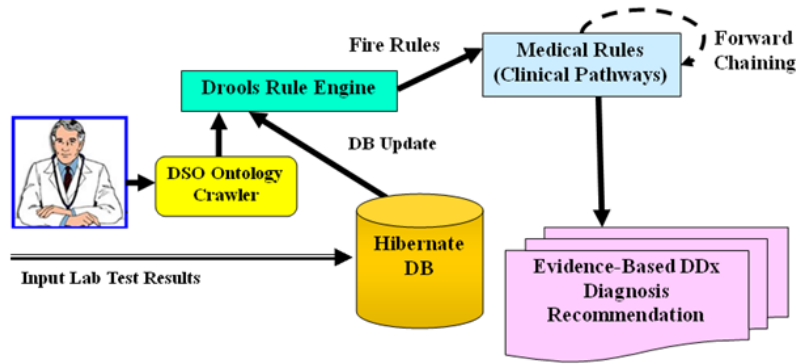 Fire Rules
Medical Rules
(Clinical Pathways)
Forward
Chaining
Drools Rule Engine
DB Update
DSO Ontology
Crawler
Hibernate
DB
Input Lab Test Results
Evidence-Based DDx
Diagnosis
Recommendation